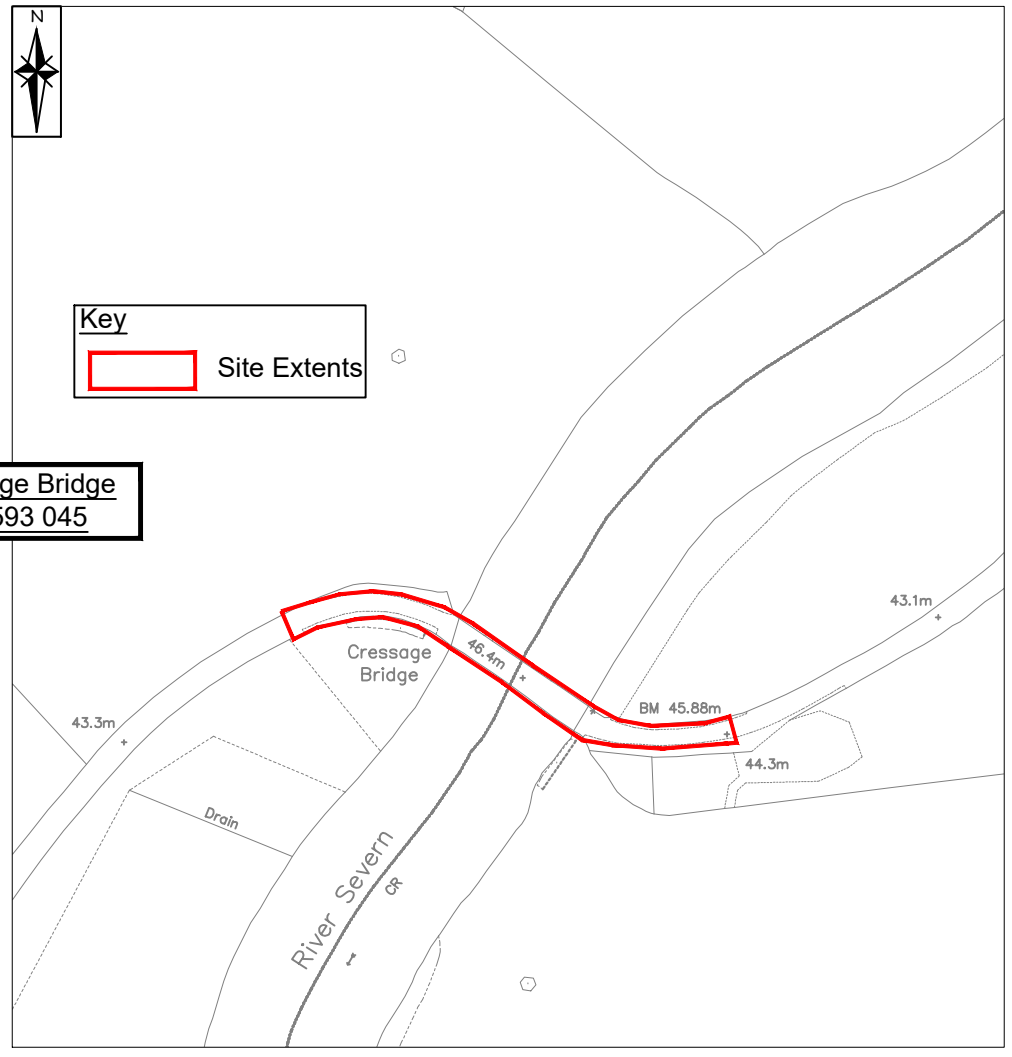 N
Key
Site Extents
ge Bridge
593 045
Cressage
Bridge
46.4m
43.1m
BM 45.88m
44.3m
43.3m
Drain
River Severn
CR